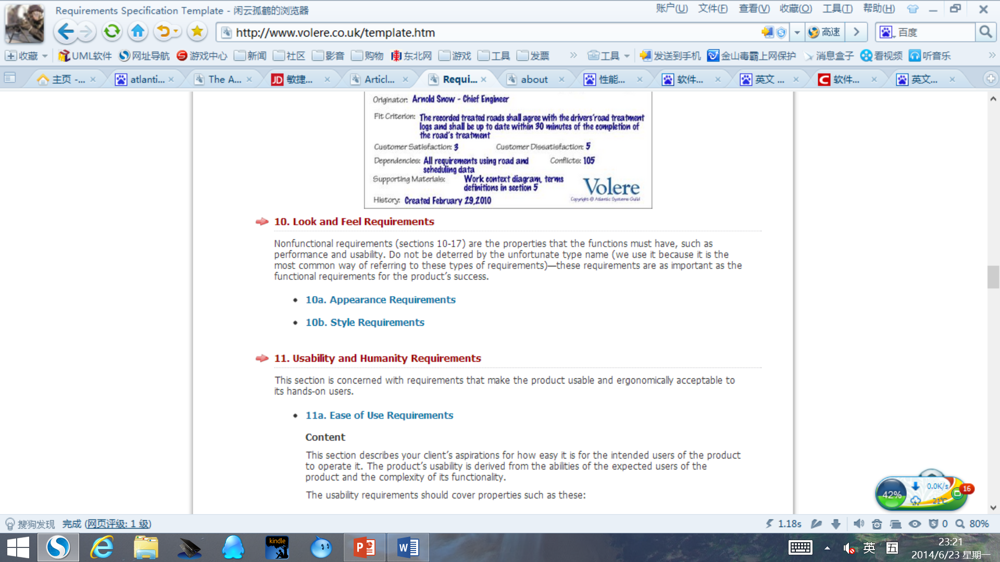 Requirements Specification Template - 闲云孤鹤的浏览器
账户(U) 文件(F) 查看(V) 收藏(O) 工具(T) 帮助(H)
http://www.volere.co.uk/template.htm
高速
百度
收藏 UML软件 网址导航 游戏中心 新闻 社区 影音 购物 东北网 游戏 工具 发票 » 工具 发送到手机 金山毒霸上网保护 消息盒子 看视频 听音乐 »
主页 -... atlanti... The A... JD 敏捷... Articl... Requi... about 性能... 软件... 英文 ... C 软件... 英文...
Originator: Arnold Snow - Chief Engineer
Fit Criterion: The recorded treated roads shall agree with the drivers'road treatment
logs and shall be up to date within 30 minutes of the completion of
the road's treatment
Customer Satisfaction: 3 Customer Dissatisfaction: 5
Dependencies: All requirements using road and
scheduling data
Conflicts: 105
Supporting Materials: Work context diagram, terms
definitions in section 5
Volere
Copyright @ Atlantic Systems Guild
History: Created February 29,2010
10. Look and Feel Requirements
Nonfunctional requirements (sections 10-17) are the properties that the functions must have, such as
performance and usability. Do not be deterred by the unfortunate type name (we use it because it is the
most common way of referring to these types of requirements)—these requirements are as important as the
functional requirements for the product’s success.
• 10a. Appearance Requirements
• 10b. Style Requirements
11. Usability and Humanity Requirements
This section is concerned with requirements that make the product usable and ergonomically acceptable to
its hands-on users.
• 11a. Ease of Use Requirements
Content
This section describes your client’s aspirations for how easy it is for the intended users of the product
to operate it. The product’s usability is derived from the abilities of the expected users of the
product and the complexity of its functionality.
The usability requirements should cover properties such as these:
42% 0.0K/s 16
21℃
搜狗发现 完成 (网页评级: 1 级) 1.18s 0 80%
kindle
英 五
23:21
2014/6/23 星期一